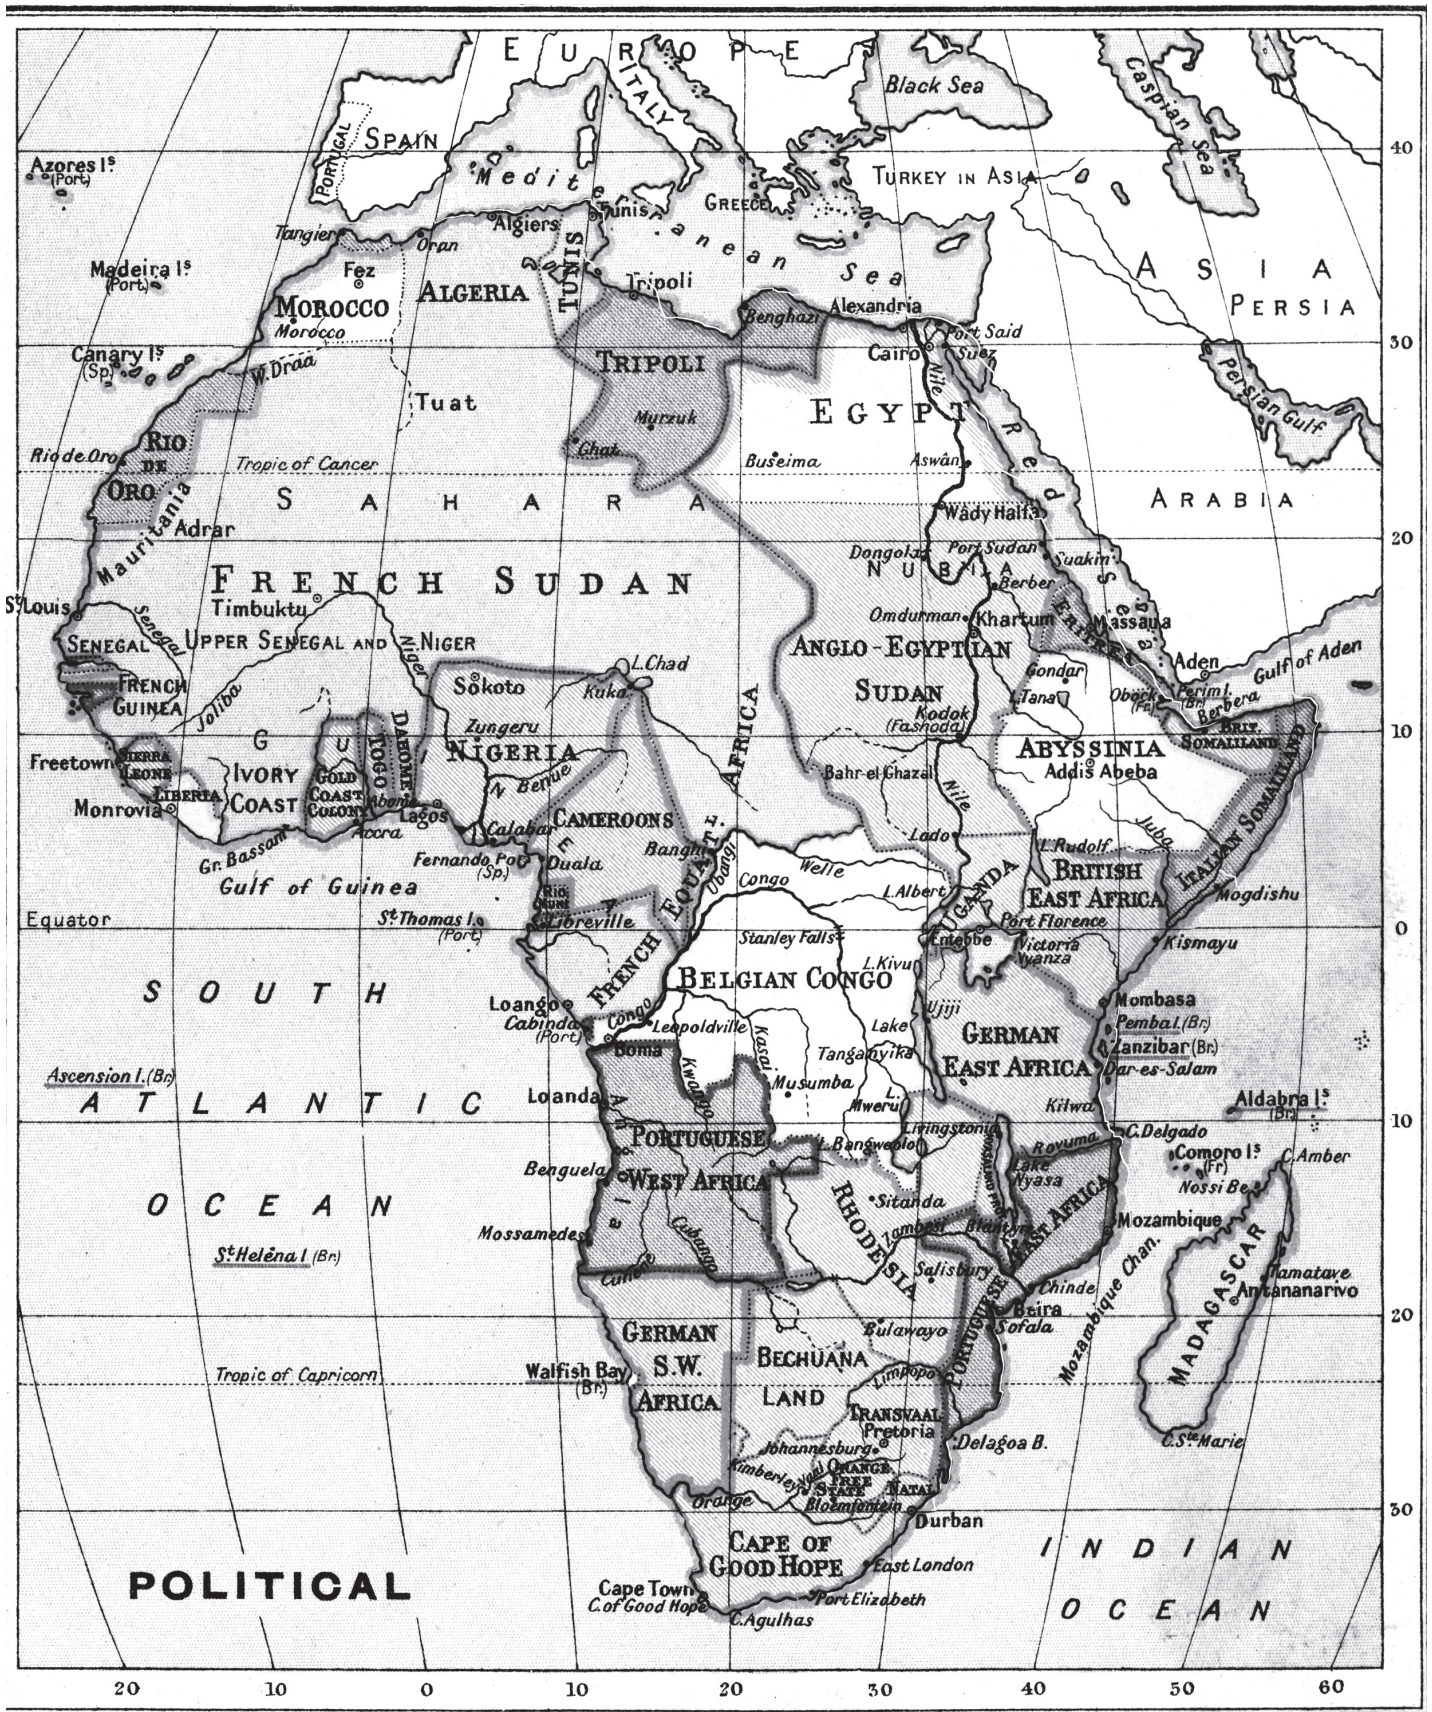 EUROPE
ITALY
Black Sea
Caspian Sea
PORTUGAL
SPAIN
40
Azores Is.
(Port)
Mediterranean Sea
TURKEY IN ASIA
GREECE
Tangier
Oran
Algiers
Tunis
TUNIS
Tripoli
ASIA
PERSIA
Madeira Is
(Port.)
Fez
MOROCCO
Morocco
ALGERIA
Benghazi
Alexandria
Port Said
Cairo
Suez
30
Canary Is
(Sp.)
W. Draa
TRIPOLI
Nile
Persian Gulf
Tuat
Murzuk
EGYPT
Red Sea
Rio de Oro
RIO
DE
ORO
Ghat
Tropic of Cancer
Buseima
Aswân
SAHARA
ARABIA
Mauritania
Adrar
Wâdy Halfa
20
Dongola
Port Sudan
Suakin
NUBIA
Berber
FRENCH SUDAN
St. Louis
Timbuktu
Omdurman
Khartum
ERITREA
Massaua
Senegal
SENEGAL
UPPER SENEGAL AND NIGER
Niger
ANGLO-EGYPTIAN
SUDAN
Gondar
L. Tana
Aden
Gulf of Aden
L. Chad
Sokoto
Kuka
FRENCH
GUINEA
Joliba
Kodok
(Fashoda)
Obock
(Fr.)
Perim I.
(Br.)
Berbera
Zungeru
NIGERIA
BRIT.
SOMALILAND
10
Freetown
SIERRA
LEONE
LIBERIA
Monrovia
IVORY
COAST
GOLD
COAST
COLONY
TOGO
DAHOMEY
Abome
Lagos
N. Benue
Bahr-el-Ghazal
Nile
ABYSSINIA
Addis Abeba
ITALIAN SOMALILAND
CAMEROONS
Juba
Gr. Bassam
Accra
Calabar
Duala
Lado
L. Rudolf
Fernando Po
(Sp.)
Ubangi
Gulf of Guinea
Welle
Congo
L. Albert
UGANDA
BRITISH
EAST AFRICA
Mogdishu
RIO
MUNI
Libreville
St Thomas I.
(Port.)
Equator
FRENCH EQUATL. AFRICA
Stanley Falls
Entebbe
Port Florence
Victoria
Nyanza
Kismayu
0
GUINEA
BELGIAN CONGO
L. Kivu
Ujiji
SOUTH
ATLANTIC
OCEAN
Loango
Cabinda
(Port)
Congo
Boma
Leopoldville
Kasai
Kwango
Lake
Tanganyika
GERMAN
EAST AFRICA
Mombasa
Pemba I. (Br)
Zanzibar (Br)
Dar-es-Salam
Ascension I. (Br.)
Loanda
Musumba
L.
Mweru
Kilwa
Aldabra Is.
(Br.)
10
Angola
PORTUGUESE
WEST AFRICA
Livingstonia
L. Bangweolo
Rovuma
C. Delgado
Comoro Is
(Fr)
Nossi Be
C. Amber
Benguela
Lake
Nyasa
Sitanda
RHODESIA
Zambesi
Blantyre
PORTUGUESE EAST AFRICA
Mozambique
Mossamedes
Cubango
Cunene
St. Helena I. (Br)
Salisbury
Chinde
Mozambique Chan.
MADAGASCAR
Tamatave
Antananarivo
Beira
Sofala
20
GERMAN
S.W.
AFRICA
Bulawayo
BECHUANA
LAND
Walfish Bay
(Br.)
Tropic of Capricorn
Limpopo
TRANSVAAL
Pretoria
Johannesburg
Delagoa B.
C. Ste Marie
Kimberley
Vaal
ORANGE
FREE
STATE
Bloemfontein
NATAL
Orange
30
Durban
CAPE OF
GOOD HOPE
East London
INDIAN
OCEAN
POLITICAL
Cape Town
C. of Good Hope
Port Elizabeth
C. Agulhas
20 10 0 10 20 30 40 50 60